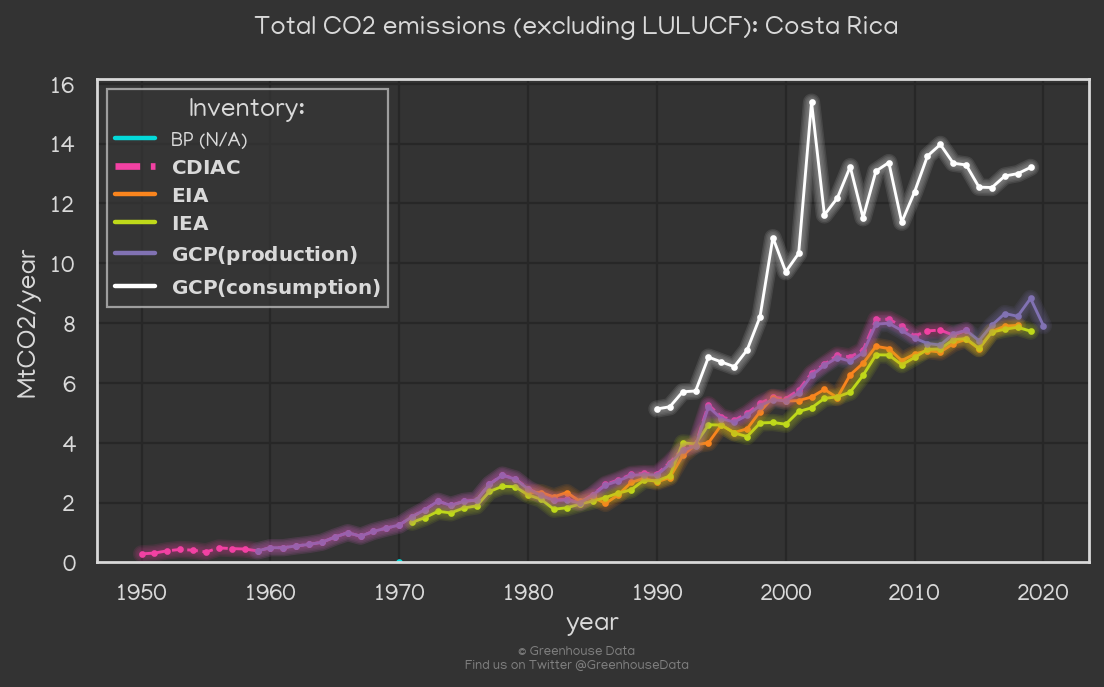 Total CO2 emissions (excluding LULUCF): Costa Rica
16
14
12
10
8
6
4
2
0
MtCO2/year
Inventory:
BP (N/A)
CDIAC
EIA
IEA
GCP(production)
GCP(consumption)
1950 1960 1970 1980 1990 2000 2010 2020
year
© Greenhouse Data
Find us on Twitter @GreenhouseData